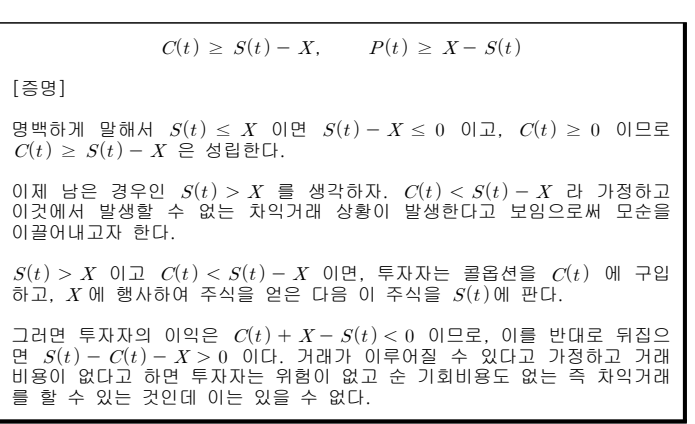 C(t) ≥ S(t) − X, P(t) ≥ X − S(t)
[증명]
명백하게 말해서 S(t) ≤ X 이면 S(t) − X ≤ 0 이고, C(t) ≥ 0 이므로
C(t) ≥ S(t) − X 은 성립한다.
이제 남은 경우인 S(t) > X 를 생각하자. C(t) < S(t) − X 라 가정하고
이것에서 발생할 수 없는 차익거래 상황이 발생한다고 보임으로써 모순을
이끌어내고자 한다.
S(t) > X 이고 C(t) < S(t) − X 이면, 투자자는 콜옵션을 C(t) 에 구입
하고, X 에 행사하여 주식을 얻은 다음 이 주식을 S(t)에 판다.
그러면 투자자의 이익은 C(t) + X − S(t) < 0 이므로, 이를 반대로 뒤집으
면 S(t) − C(t) − X > 0 이다. 거래가 이루어질 수 있다고 가정하고 거래
비용이 없다고 하면 투자자는 위험이 없고 순 기회비용도 없는 즉 차익거래
를 할 수 있는 것인데 이는 있을 수 없다.